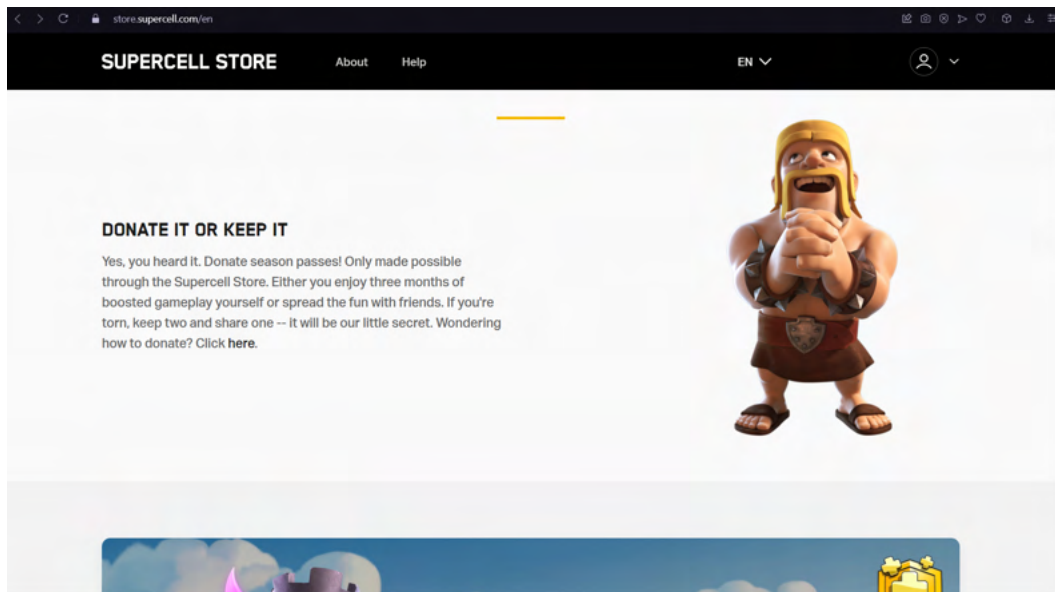 store.supercell.com/en
SUPERCELL STORE About Help EN
DONATE IT OR KEEP IT
Yes, you heard it. Donate season passes! Only made possible
through the Supercell Store. Either you enjoy three months of
boosted gameplay yourself or spread the fun with friends. If you're
torn, keep two and share one -- it will be our little secret. Wondering
how to donate? Click here.